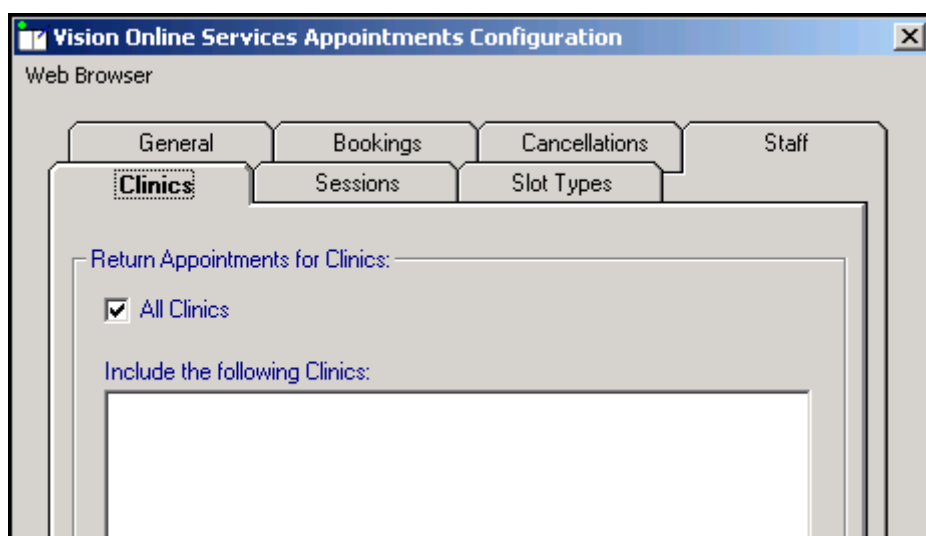 Vision Online Services Appointments Configuration
Web Browser
General Bookings Cancellations Staff
Clinics Sessions Slot Types
Return Appointments for Clinics:
All Clinics
Include the following Clinics: